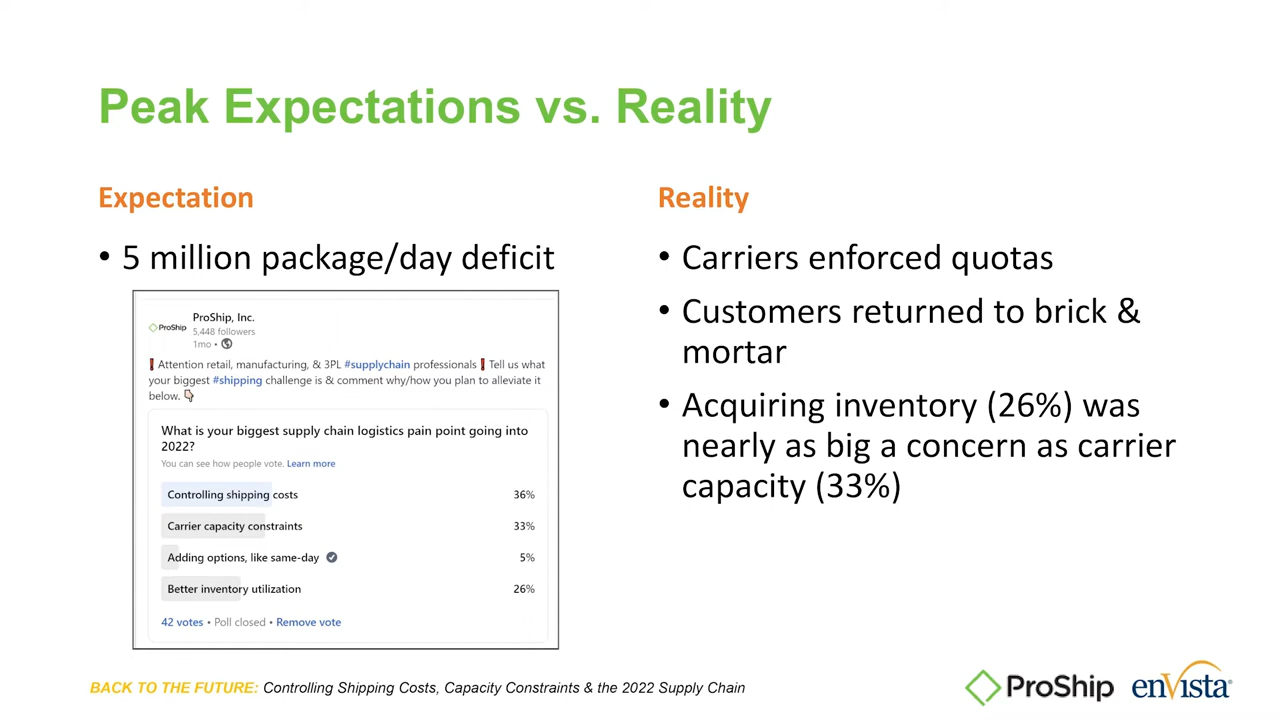 Peak Expectations vs. Reality
Expectation
• 5 million package/day deficit
ProShip
ProShip, Inc.
5,448 followers
1mo •
❗Attention retail, manufacturing, & 3PL #supplychain professionals❗Tell us what
your biggest #shipping challenge is & comment why/how you plan to alleviate it
below. 👇
What is your biggest supply chain logistics pain point going into
2022?
You can see how people vote. Learn more
Controlling shipping costs 36%
Carrier capacity constraints 33%
Adding options, like same-day 5%
Better inventory utilization 26%
42 votes • Poll closed • Remove vote
Reality
• Carriers enforced quotas
• Customers returned to brick &
mortar
• Acquiring inventory (26%) was
nearly as big a concern as carrier
capacity (33%)
BACK TO THE FUTURE: Controlling Shipping Costs, Capacity Constraints & the 2022 Supply Chain
ProShip enVista®